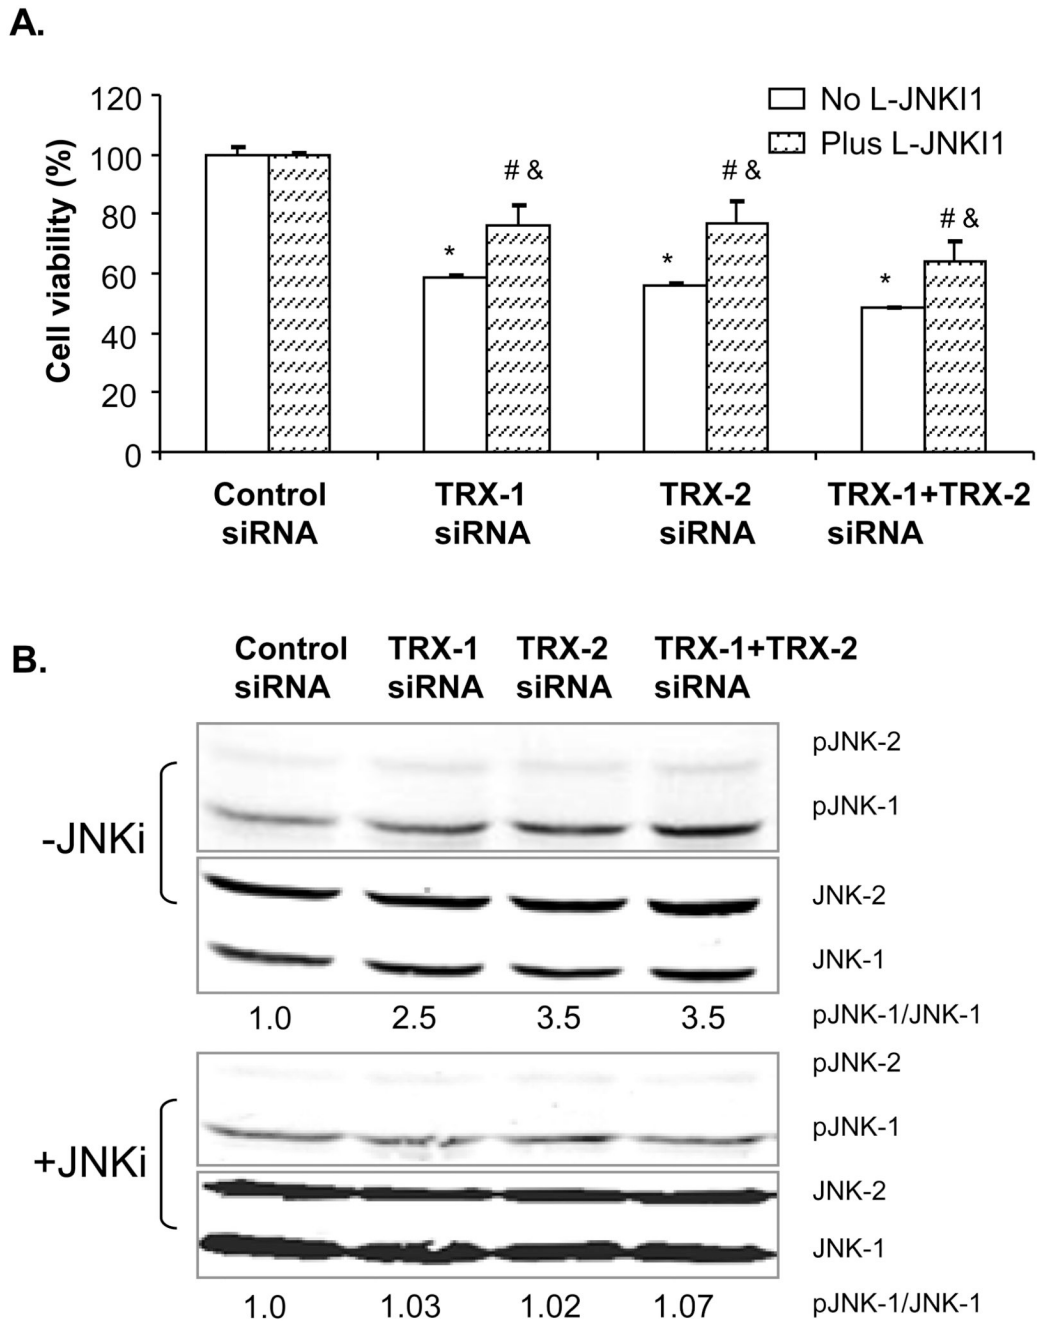 A.
120
100
80
60
40
20
0
Cell viability (%)
No L-JNKI1
Plus L-JNKI1
# &
# &
# &
*
*
*
Control siRNA
TRX-1 siRNA
TRX-2 siRNA
TRX-1+TRX-2 siRNA
B.
Control siRNA
TRX-1 siRNA
TRX-2 siRNA
TRX-1+TRX-2 siRNA
-JNKi
pJNK-2
pJNK-1
JNK-2
JNK-1
1.0 2.5 3.5 3.5 pJNK-1/JNK-1
+JNKi
pJNK-2
pJNK-1
JNK-2
JNK-1
1.0 1.03 1.02 1.07 pJNK-1/JNK-1